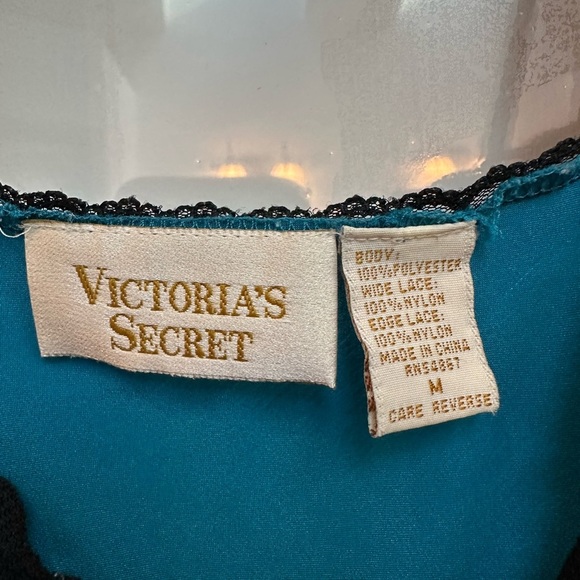 VICTORIA'S
SECRET
BODY:
100%POLYESTER
WIDE LACE:
100%NYLON
EDGE LACE:
100%NYLON
MADE IN CHINA
RN54867
M
CARE REVERSE